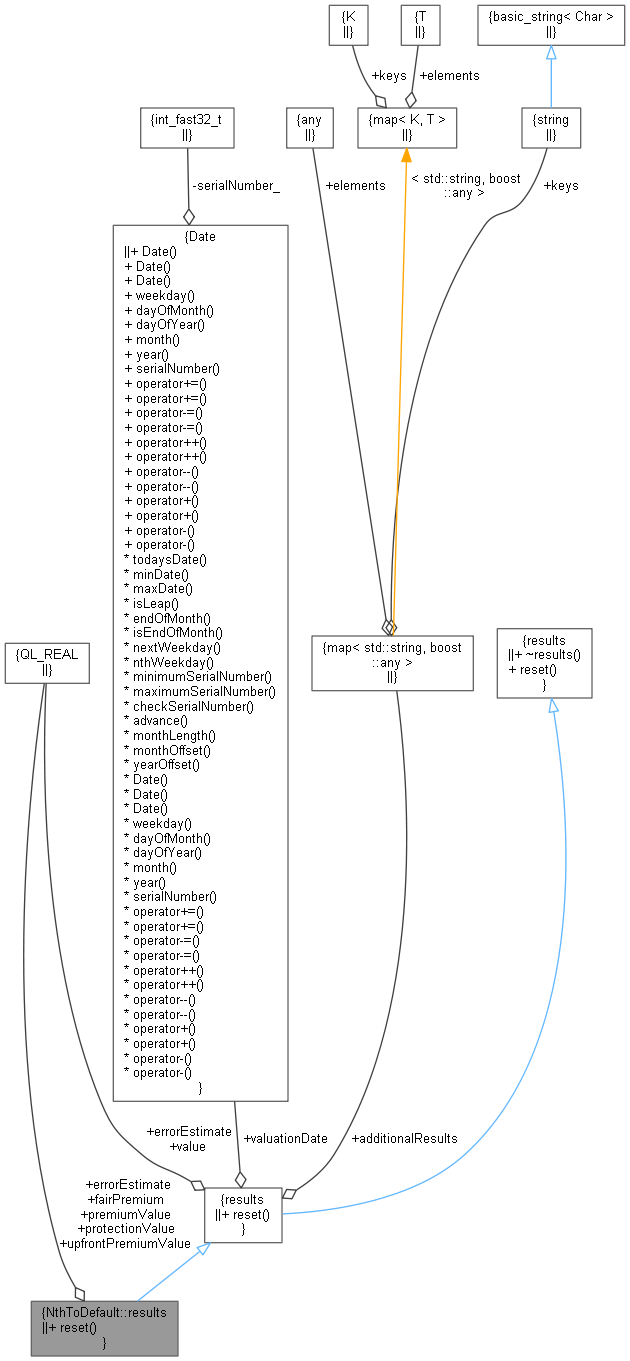 {K
||}
{T
||}
{basic_string< Char >
||}
+keys
+elements
{int_fast32_t
||}
{any
||}
{map< K, T >
||}
{string
||}
-serialNumber_
+elements
< std::string, boost
::any >
+keys
{Date
||+ Date()
+ Date()
+ Date()
+ weekday()
+ dayOfMonth()
+ dayOfYear()
+ month()
+ year()
+ serialNumber()
+ operator+=()
+ operator+=()
+ operator-=()
+ operator-=()
+ operator++()
+ operator++()
+ operator--()
+ operator--()
+ operator+()
+ operator+()
+ operator-()
+ operator-()
* todaysDate()
* minDate()
* maxDate()
* isLeap()
* endOfMonth()
* isEndOfMonth()
* nextWeekday()
* nthWeekday()
* minimumSerialNumber()
* maximumSerialNumber()
* checkSerialNumber()
* advance()
* monthLength()
* monthOffset()
* yearOffset()
* Date()
* Date()
* Date()
* weekday()
* dayOfMonth()
* dayOfYear()
* month()
* year()
* serialNumber()
* operator+=()
* operator+=()
* operator-=()
* operator-=()
* operator++()
* operator++()
* operator--()
* operator--()
* operator+()
* operator+()
* operator-()
* operator-()
}
{QL_REAL
||}
{map< std::string, boost
::any >
||}
{results
||+ ~results()
+ reset()
}
+errorEstimate
+value
+valuationDate
+additionalResults
+errorEstimate
+fairPremium
+premiumValue
+protectionValue
+upfrontPremiumValue
{results
||+ reset()
}
{NthToDefault::results
||+ reset()
}